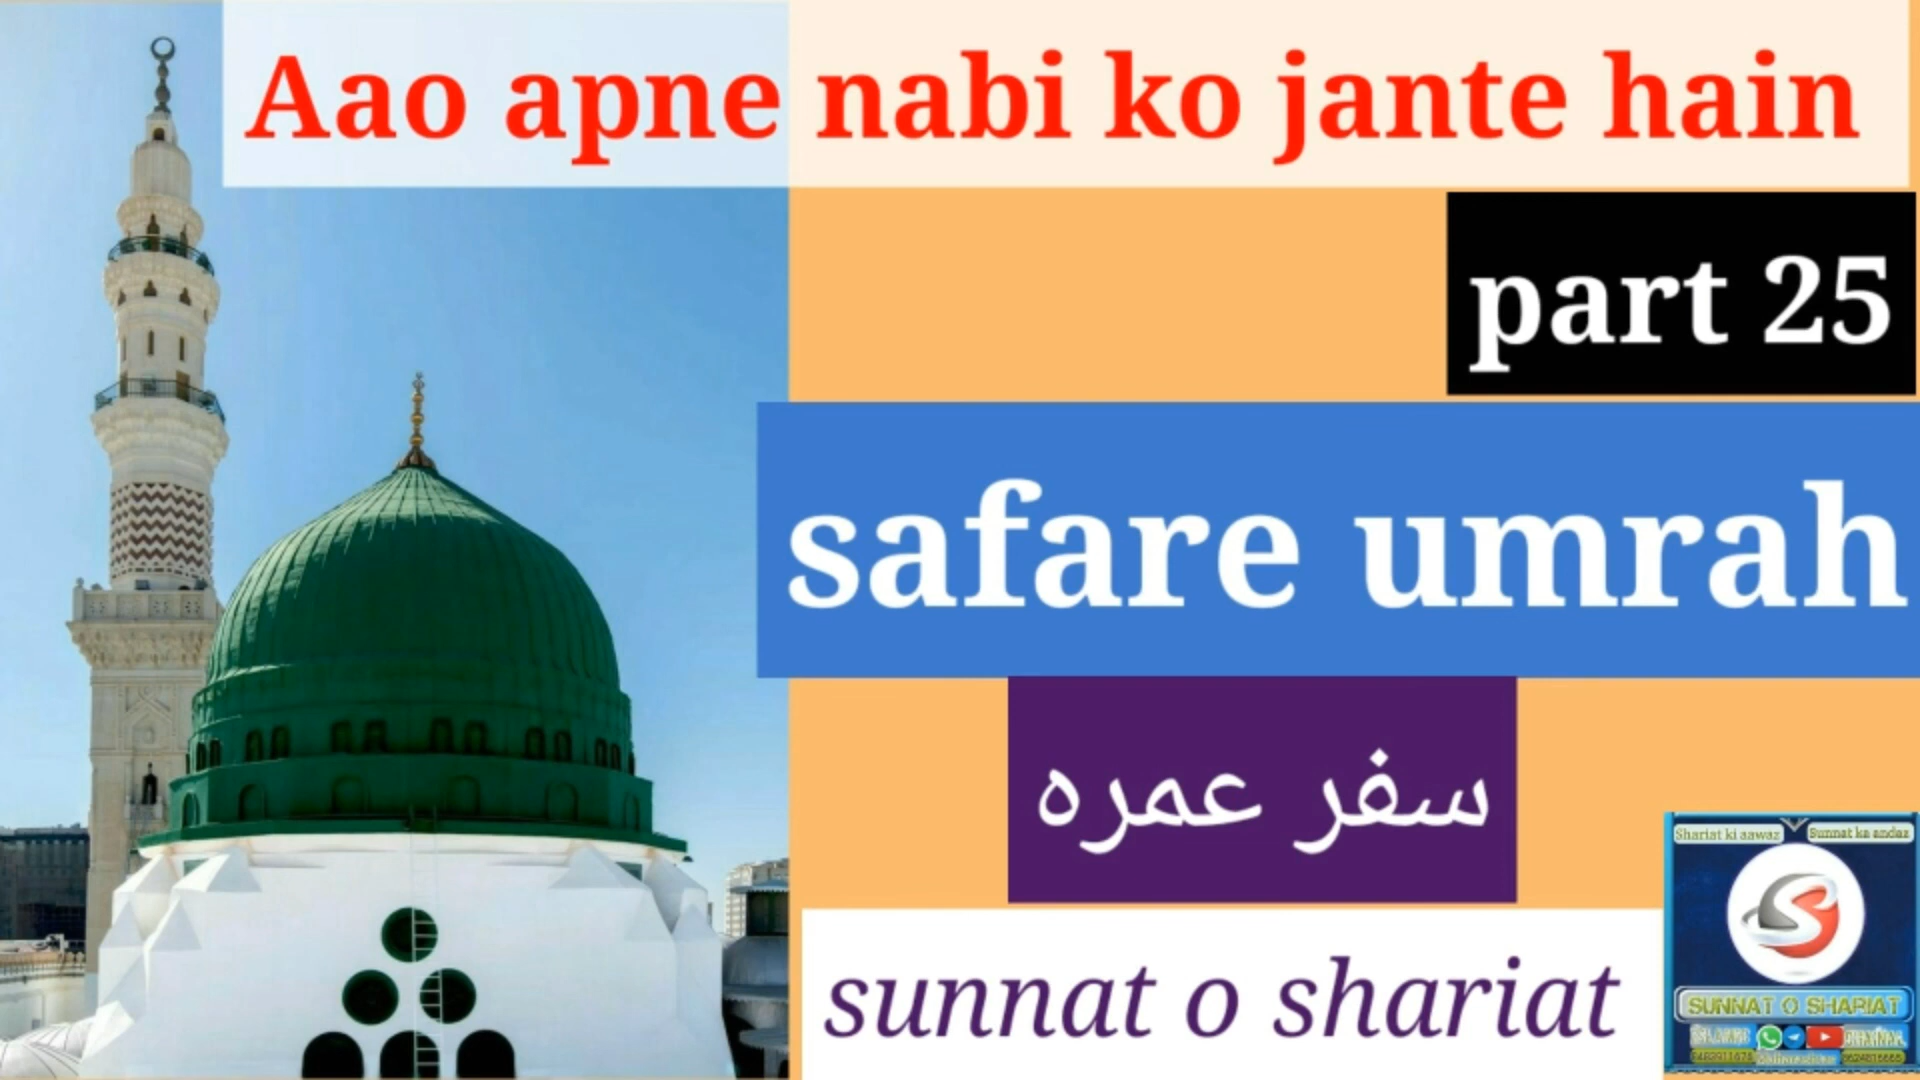 Aao apne nabi ko jante hain
part 25
safare umrah
سفر عمرہ
sunnat o shariat
Shariat ki aawaz
Sunnat ka andaz
SUNNAT O SHARIAT